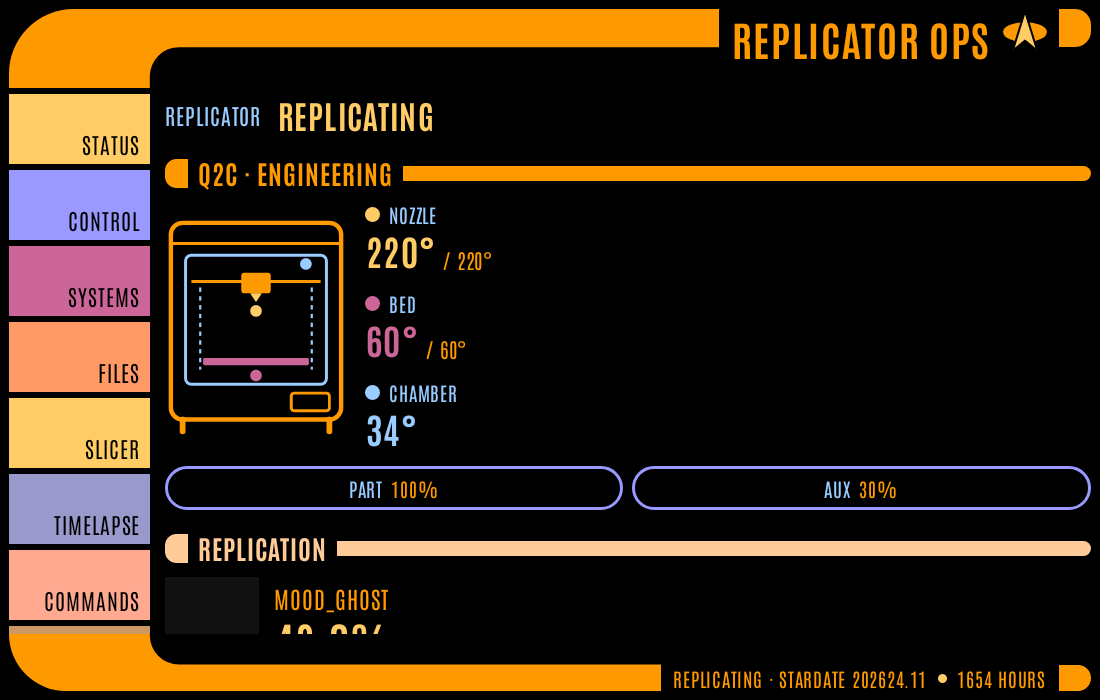 REPLICATOR OPS
REPLICATOR REPLICATING
STATUS
Q2C · ENGINEERING
CONTROL
NOZZLE
220° / 220°
SYSTEMS
BED
60° / 60°
FILES
CHAMBER
34°
SLICER
PART 100% AUX 30%
TIMELAPSE
REPLICATION
COMMANDS
MOOD_GHOST
REPLICATING · STARDATE 202624.11 • 1654 HOURS